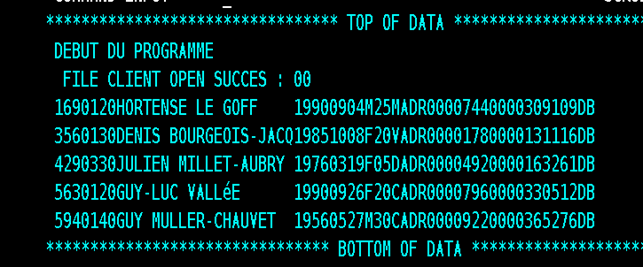 ******************************** TOP OF DATA **********************
DEBUT DU PROGRAMME
FILE CLIENT OPEN SUCCES : 00
1690120HORTENSE LE GOFF    19900904M25MADR00007440000309109DB
3560130DENIS BOURGEOIS-JACQ19851008F20VADR00001780000131116DB
4290330JULIEN MILLET-AUBRY 19760319F05DADR00004920000163261DB
5630120GUY-LUC VALLéE      19900926F20CADR00007960000330512DB
5940140GUY MULLER-CHAUVET  19560527M30CADR00009220000365276DB
******************************* BOTTOM OF DATA ********************